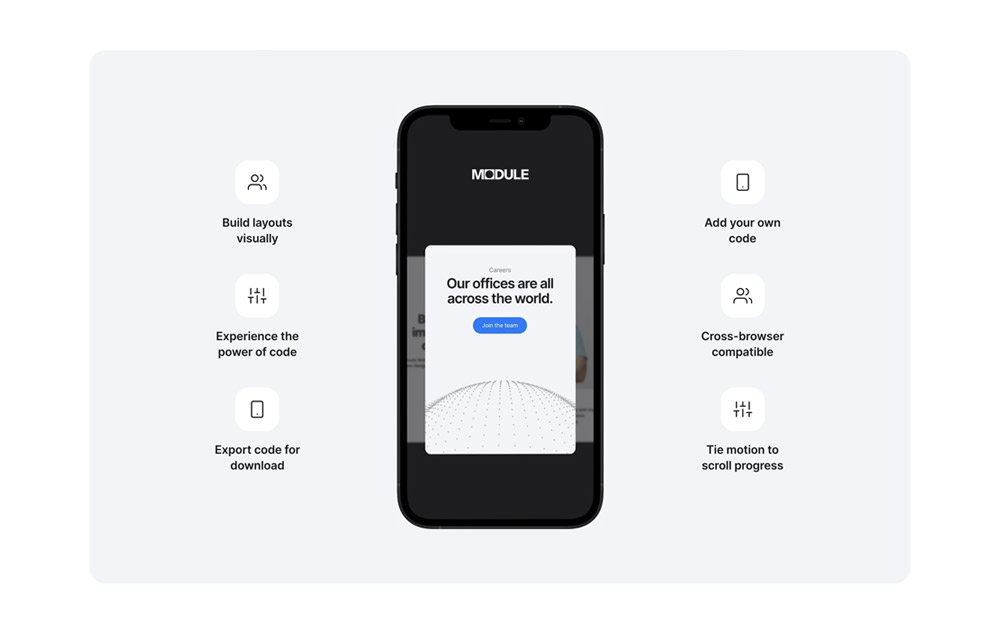 Build layouts
visually
Experience the
power of code
Export code for
download
MODULE
Careers
Our offices are all
across the world.
Join the team
Add your own
code
Cross-browser
compatible
Tie motion to
scroll progress